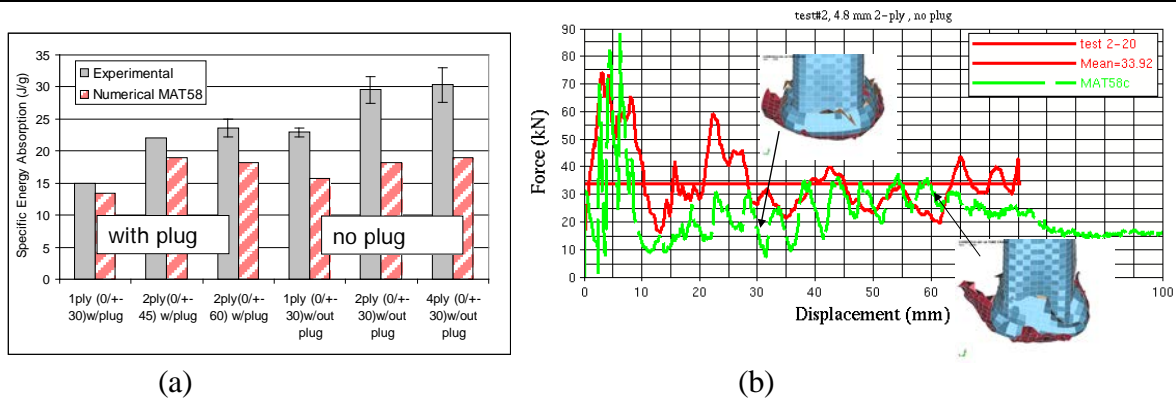 35
30
25
20
15
10
5
0
Specific Energy Absorption (J/g)
Experimental
Numerical MAT58
with plug
no plug
1ply (0/+-
30)w/plug
2ply(0/+-
45) w/plug
2ply(0/+-
60) w/plug
1ply (0/+-
30)w/out
plug
2ply (0/+-
30)w/out
plug
4ply (0/+-
30)w/out
plug
(a)
test#2, 4.8 mm 2-ply , no plug
90
80
70
60
50
40
30
20
10
0
Force (kN)
test 2-20
Mean=33.92
MAT58c
0
10
20
30
40
50
60
100
Displacement (mm)
(b)